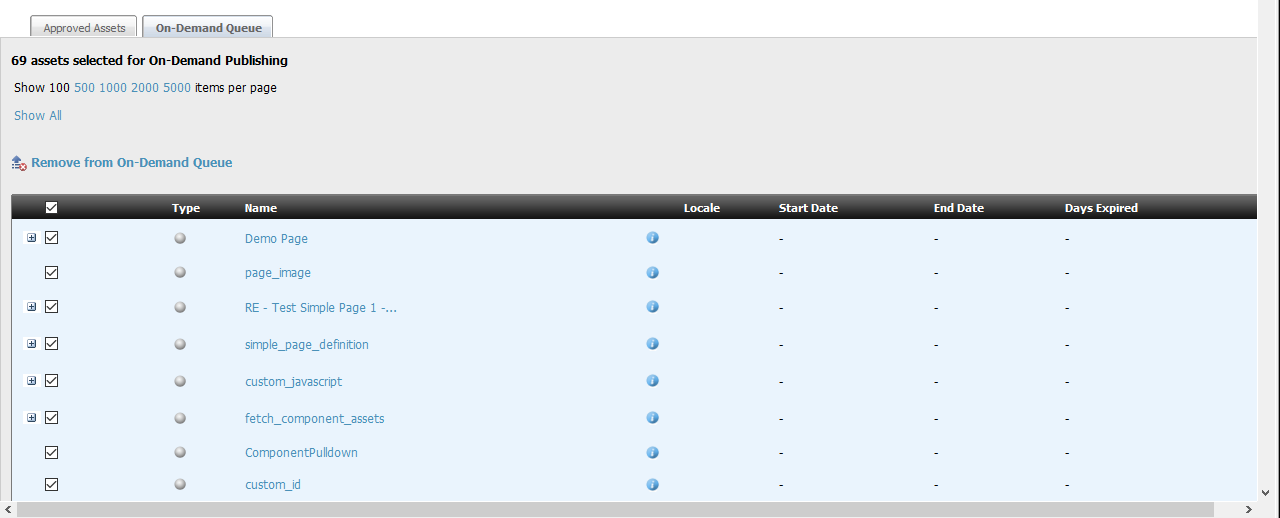 Approved Assets On-Demand Queue
69 assets selected for On-Demand Publishing
Show 100 500 1000 2000 5000 items per page
Show All
Remove from On-Demand Queue
Type Name Locale Start Date End Date Days Expired
Demo Page - - -
page_image - - -
RE - Test Simple Page 1 -... - - -
simple_page_definition - - -
custom_javascript - - -
fetch_component_assets - - -
ComponentPulldown - - -
custom_id - - -